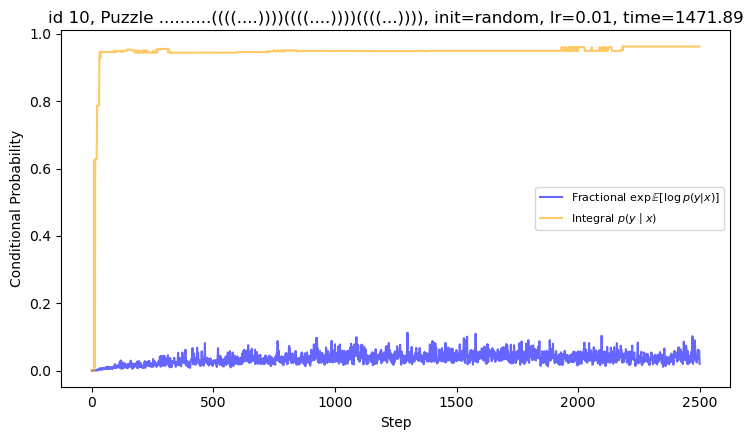 id 10, Puzzle ..........((((....))))((((....))))((((...)))), init=random, lr=0.01, time=1471.89
Conditional Probability
1.0
0.8
0.6
0.4
0.2
0.0
Fractional exp𝔼[log p(y|x)]
Integral p(y | x)
0 500 1000 1500 2000 2500
Step